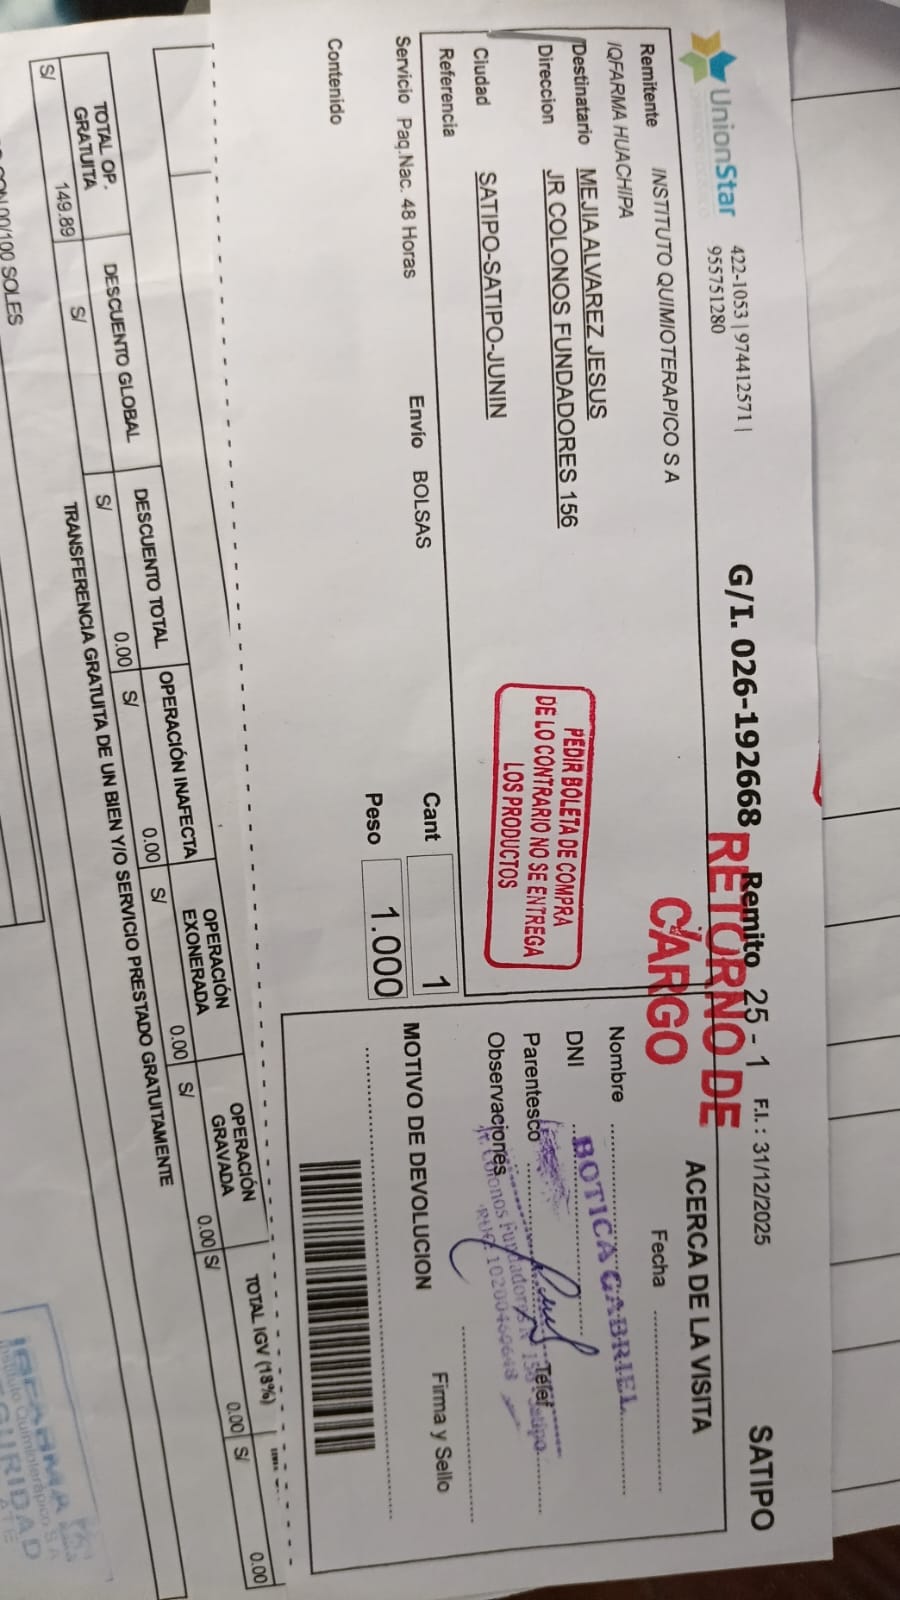 UnionStar
422-1053 | 974412571 |
955751280
G/I. 026-192668 Remito 25 - 1 F.I. : 31/12/2025 SATIPO
RETORNO DE
CARGO
Remitente INSTITUTO QUIMIOTERAPICO S A
IQFARMA HUACHIPA
Destinatario MEJIA ALVAREZ JESUS
Direccion JR COLONOS FUNDADORES 156
Ciudad SATIPO-SATIPO-JUNIN
Referencia
Servicio Paq.Nac. 48 Horas Envío BOLSAS
Contenido
Cant 1
Peso 1.000
PEDIR BOLETA DE COMPRA
DE LO CONTRARIO NO SE ENTREGA
LOS PRODUCTOS
ACERCA DE LA VISITA
Fecha
Nombre
DNI
Parentesco Telef
Observaciones
BOTICA GABRIEL
Firma y Sello
MOTIVO DE DEVOLUCION
TOTAL OP. GRATUITA
DESCUENTO GLOBAL
DESCUENTO TOTAL
OPERACIÓN INAFECTA
OPERACIÓN EXONERADA
OPERACIÓN GRAVADA
TOTAL IGV (18%)
S/ 149.89
S/
S/ 0.00
S/ 0.00
S/ 0.00
S/ 0.00
S/ 0.00
S/ 0.00
TRANSFERENCIA GRATUITA DE UN BIEN Y/O SERVICIO PRESTADO GRATUITAMENTE
00/100 SOLES
IQFARMA
Instituto Quimioterápico S.A.